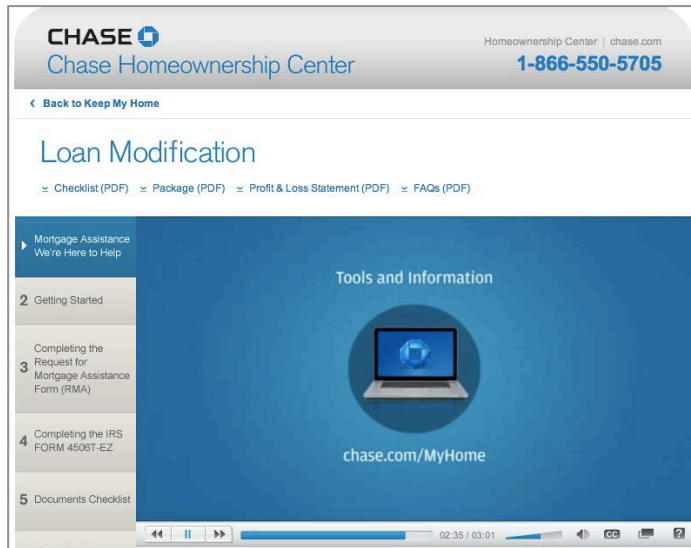 CHASE
Homeownership Center | chase.com
Chase Homeownership Center
1-866-550-5705
Back to Keep My Home
Loan Modification
Checklist (PDF) Package (PDF) Profit & Loss Statement (PDF) FAQs (PDF)
Mortgage Assistance
We're Here to Help
2 Getting Started
3 Completing the
Request for
Mortgage Assistance
Form (RMA)
4 Completing the IRS
FORM 4506T-EZ
5 Documents Checklist
Tools and Information
chase.com/MyHome
02:35 / 03:01
CC
?